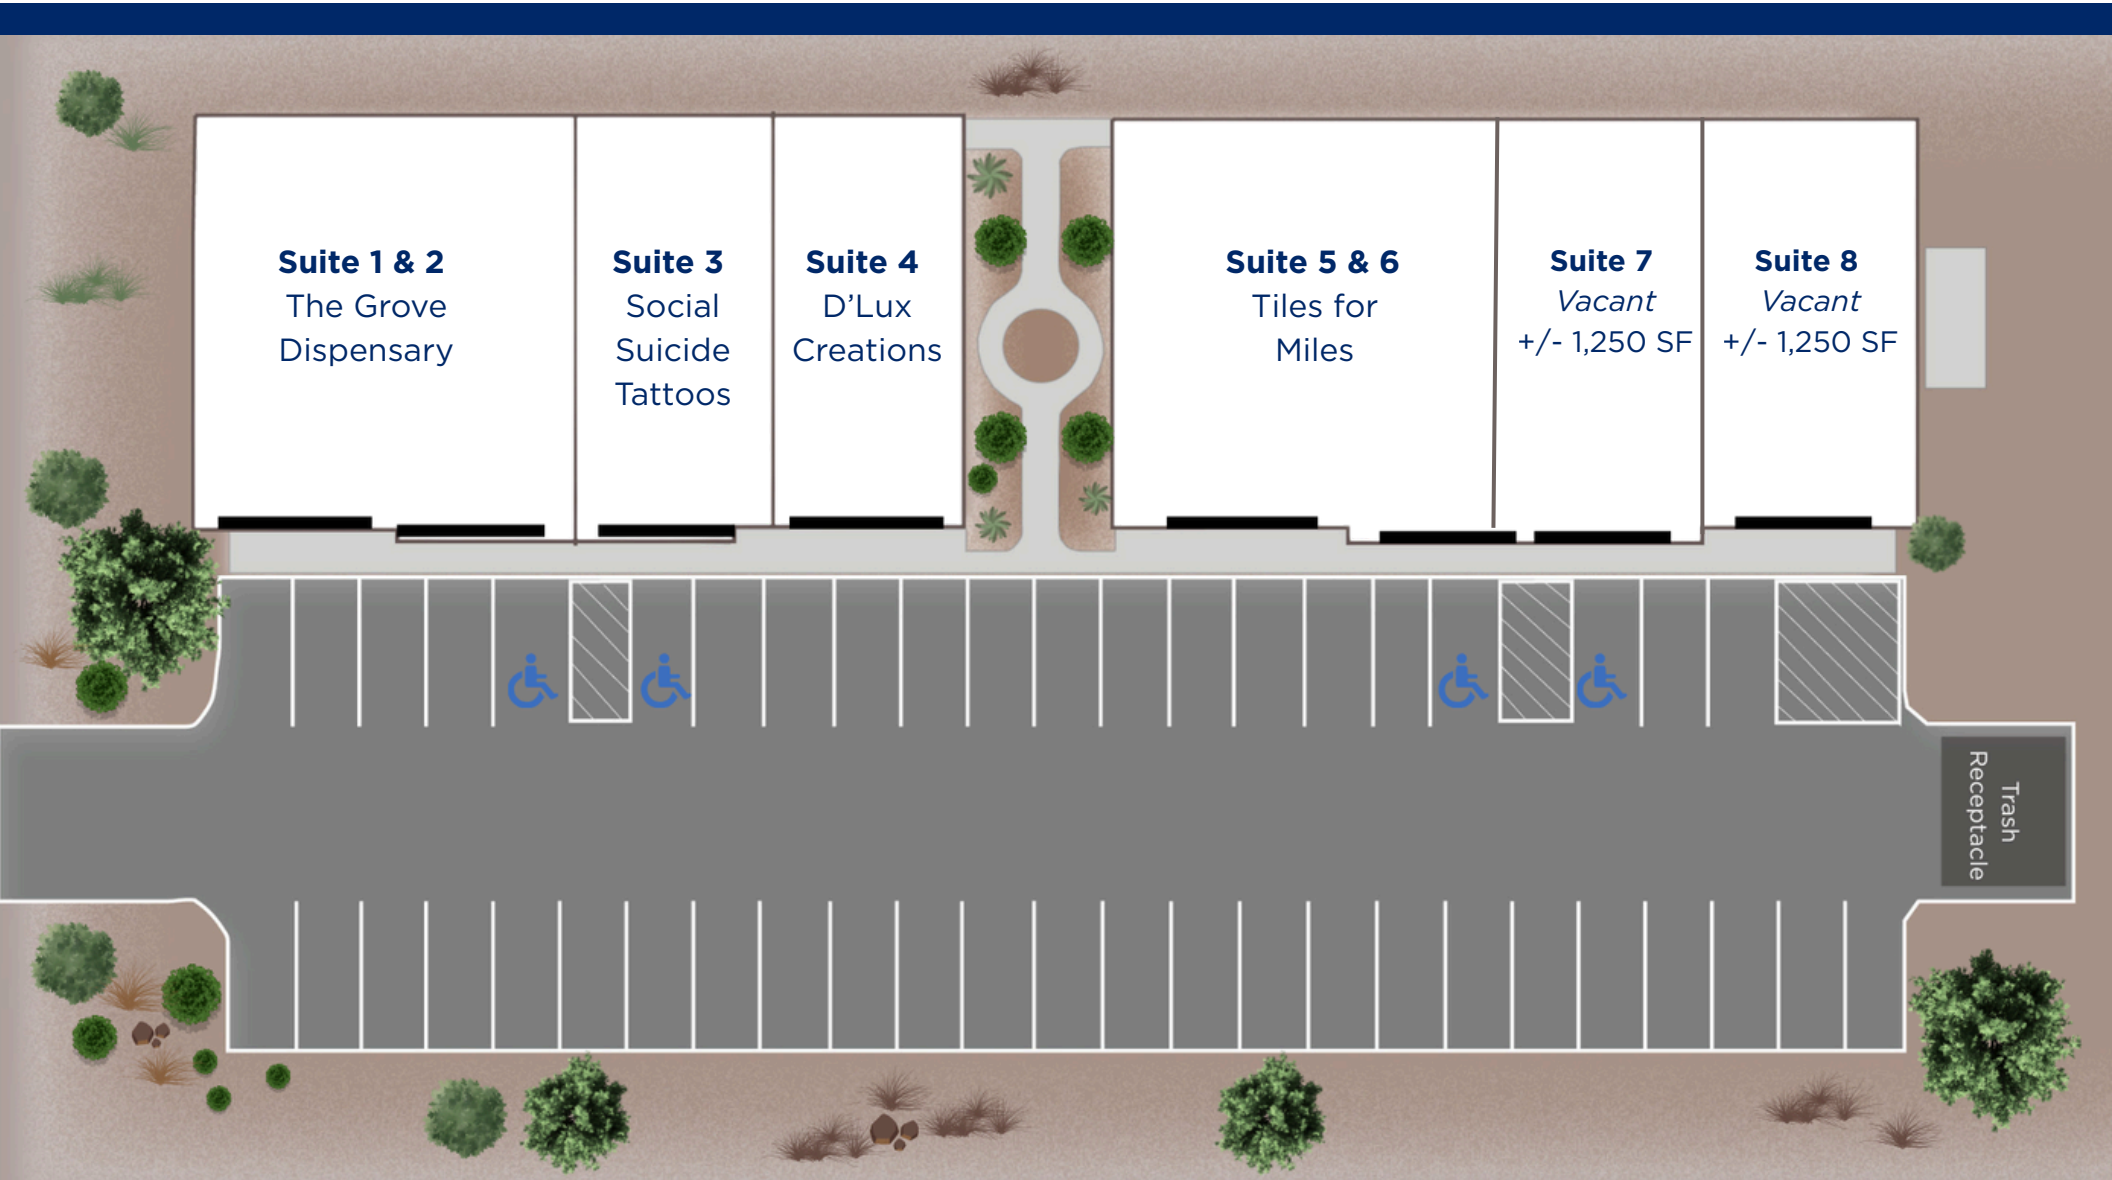 Suite 1 & 2
The Grove
Dispensary
Suite 3
Social
Suicide
Tattoos
Suite 4
D’Lux
Creations
Suite 5 & 6
Tiles for
Miles
Suite 7
Vacant
+/- 1,250 SF
Suite 8
Vacant
+/- 1,250 SF
Trash
Receptacle